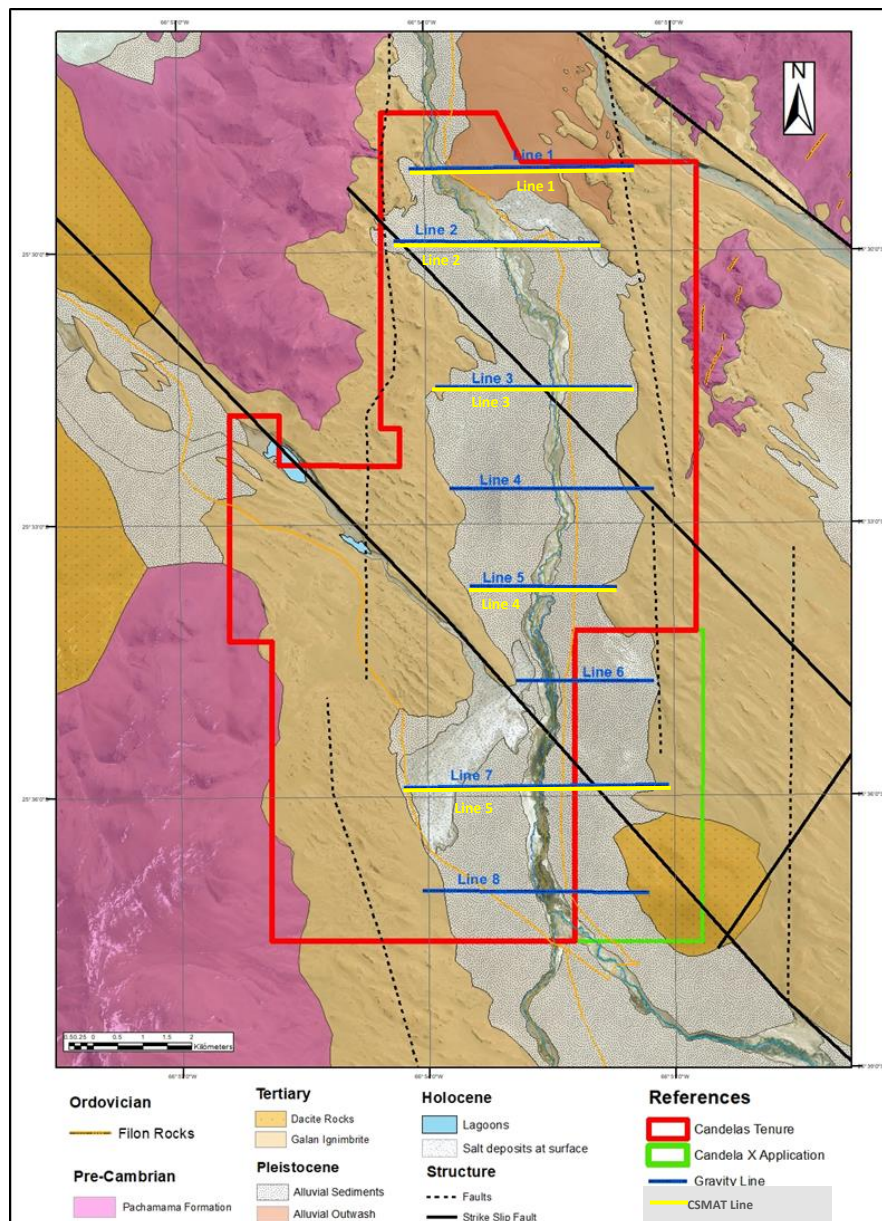 N
Line 1
Line 1
Line 2
Line 2
Line 3
Line 3
Line 4
Line 5
Line 4
Line 6
Line 7
Line 5
Line 8
Kilometers
Ordovician
Filon Rocks
Pre-Cambrian
Pachamama Formation
Tertiary
Dacite Rocks
Galan Ignimbrite
Pleistocene
Alluvial Sediments
Alluvial Outwash
Holocene
Lagoons
Salt deposits at surface
Structure
Faults
Strike Slip Fault
References
Candelas Tenure
Candela X Application
Gravity Line
CSMAT Line